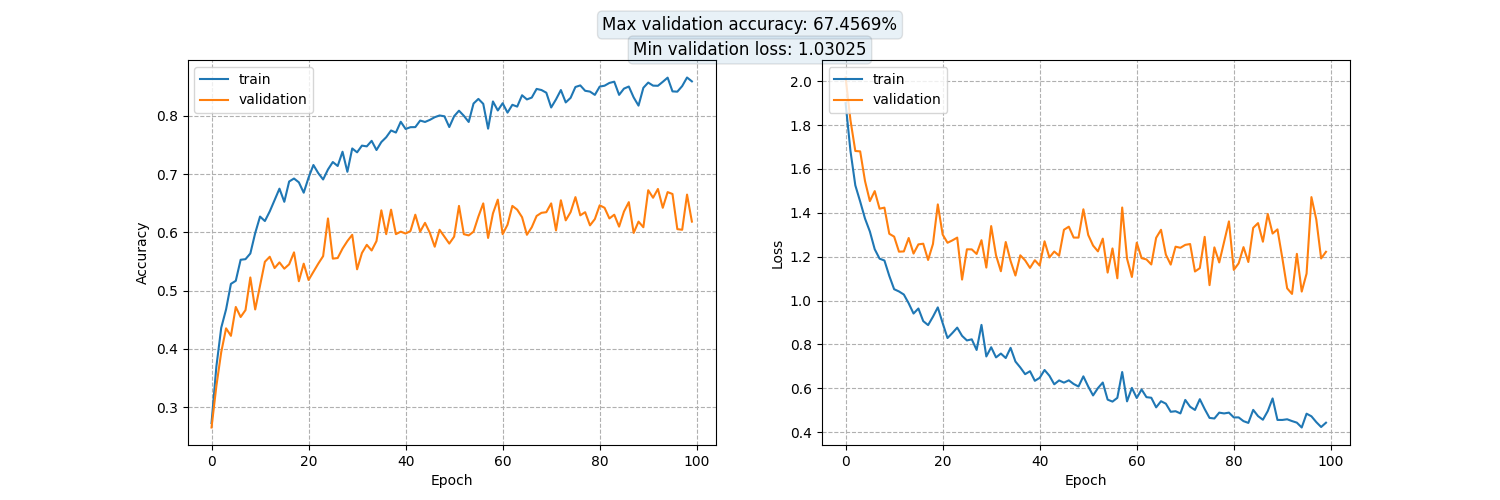 Max validation accuracy: 67.4569%
Min validation loss: 1.03025
train
validation
Accuracy
0.8
0.7
0.6
0.5
0.4
0.3
0 20 40 60 80 100
Epoch
train
validation
Loss
2.0
1.8
1.6
1.4
1.2
1.0
0.8
0.6
0.4
0 20 40 60 80 100
Epoch